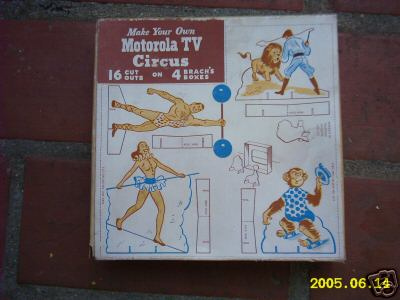 Make Your Own
Motorola TV
Circus
16 CUT OUTS ON 4 BRACH'S BOXES
2005.06.14